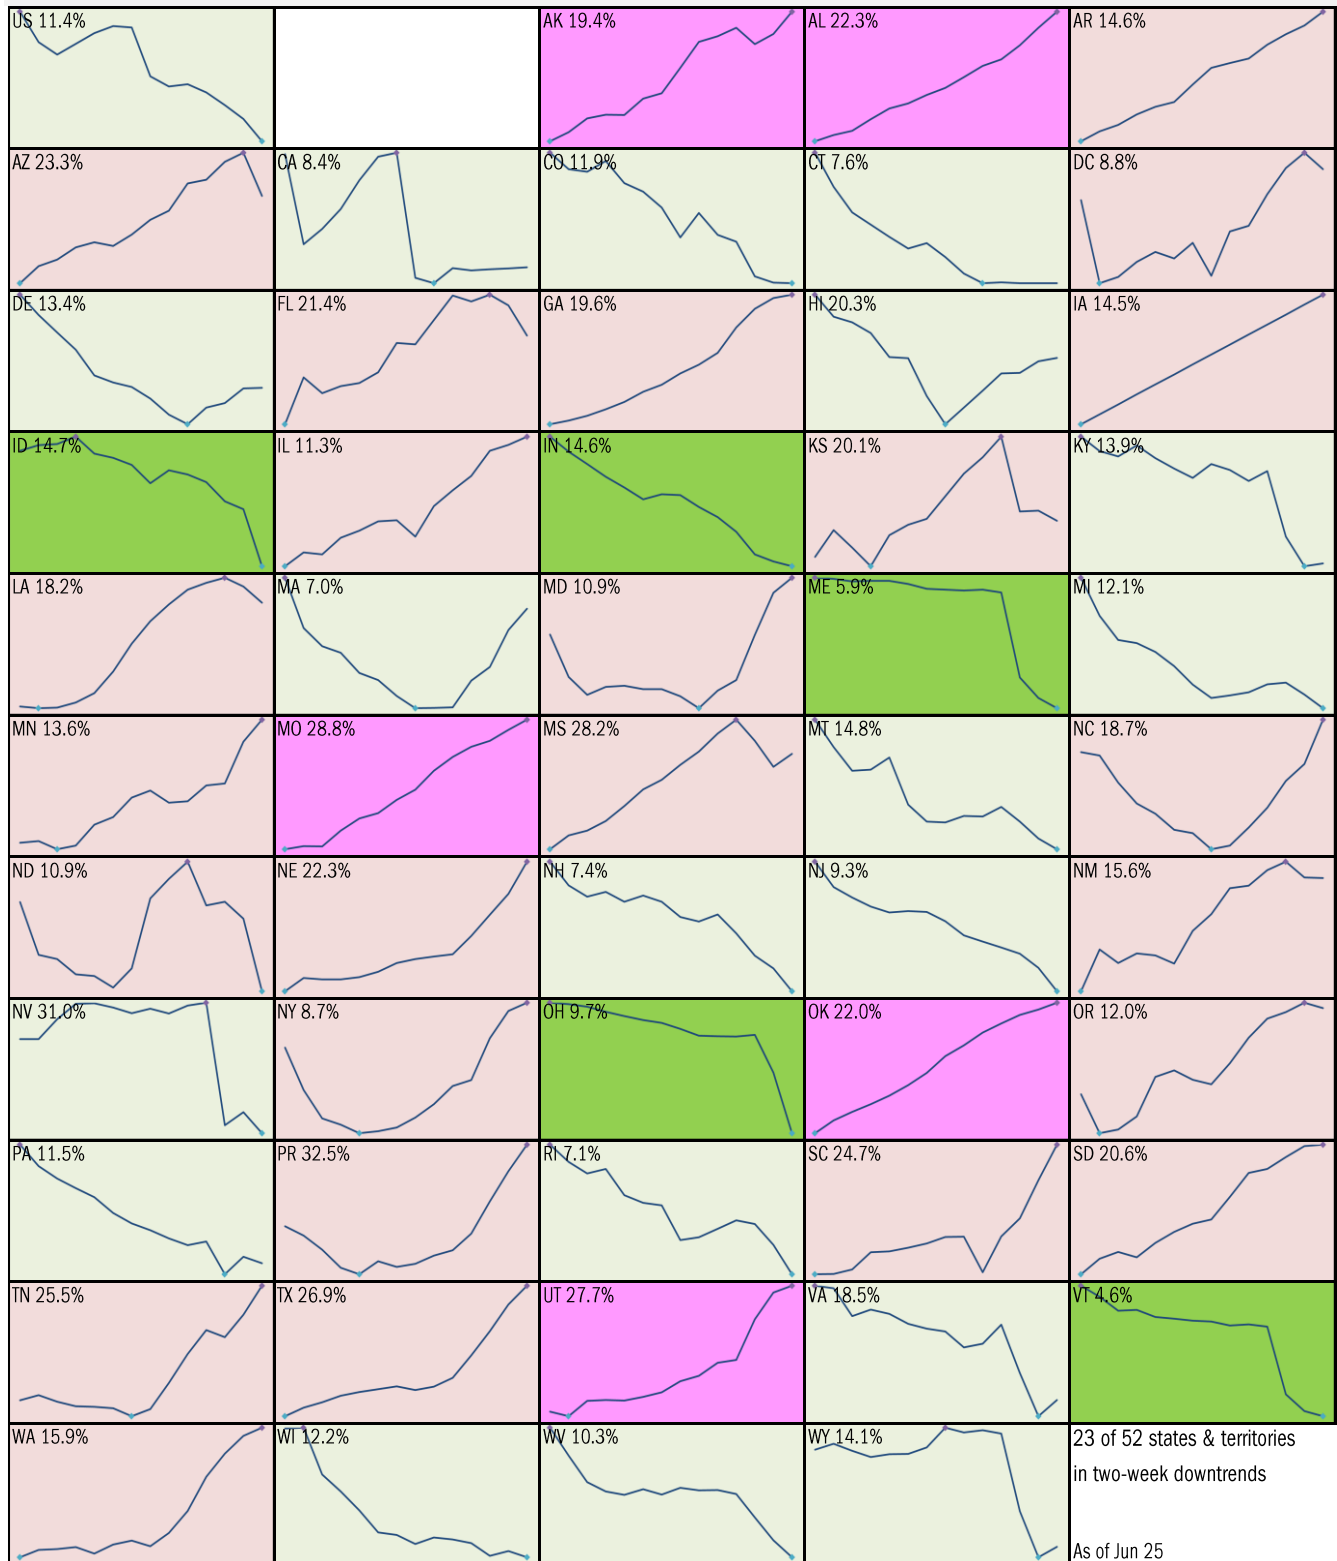 US 11.4%
AK 19.4%
AL 22.3%
AR 14.6%
AZ 23.3%
CA 8.4%
CO 11.9%
CT 7.6%
DC 8.8%
DE 13.4%
FL 21.4%
GA 19.6%
HI 20.3%
IA 14.5%
ID 14.7%
IL 11.3%
IN 14.6%
KS 20.1%
KY 13.9%
LA 18.2%
MA 7.0%
MD 10.9%
ME 5.9%
MI 12.1%
MN 13.6%
MO 28.8%
MS 28.2%
MT 14.8%
NC 18.7%
ND 10.9%
NE 22.3%
NH 7.4%
NJ 9.3%
NM 15.6%
NV 31.0%
NY 8.7%
OH 9.7%
OK 22.0%
OR 12.0%
PA 11.5%
PR 32.5%
RI 7.1%
SC 24.7%
SD 20.6%
TN 25.5%
TX 26.9%
UT 27.7%
VA 18.5%
VT 4.6%
WA 15.9%
WI 12.2%
WV 10.3%
WY 14.1%
23 of 52 states & territories
in two-week downtrends
As of Jun 25